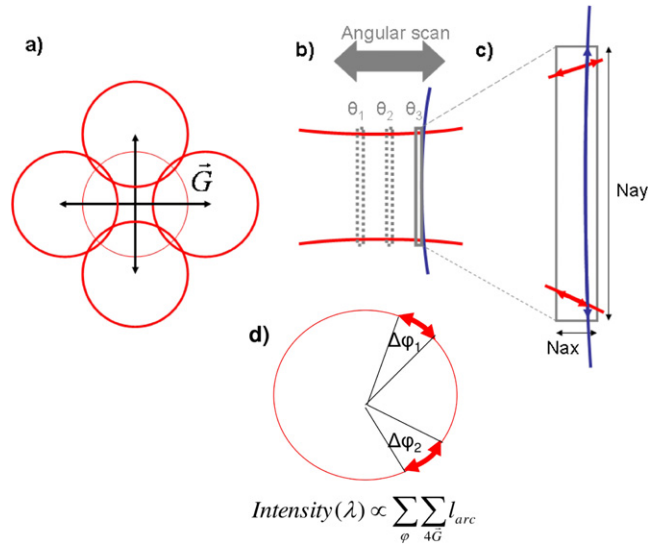 a)
G⃗
b)
Angular scan
θ1 θ2 θ3
c)
Nay
Nax
d)
Δφ1
Δφ2
Intensity(λ) ∝ ∑φ ∑4G⃗ l_arc